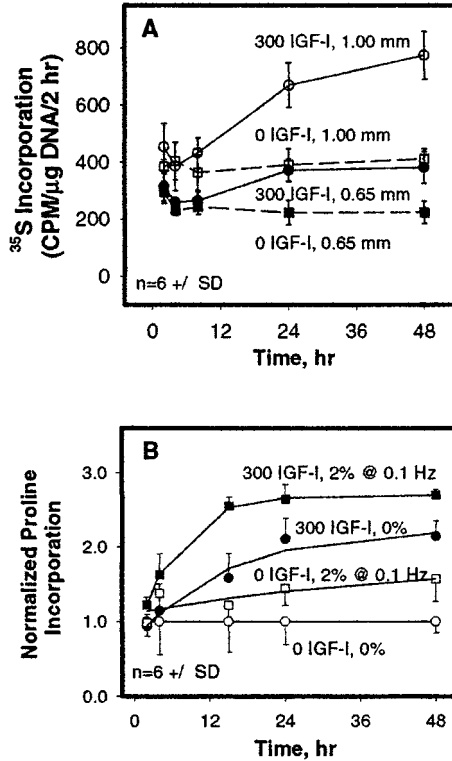 A
800
600
400
200
0
³⁵S Incorporation
(CPM/µg DNA/2 hr)
300 IGF-I, 1.00 mm
0 IGF-I, 1.00 mm
300 IGF-I, 0.65 mm
0 IGF-I, 0.65 mm
n=6 +/ SD
0 12 24 36 48
Time, hr
B
3.0
2.0
1.0
0.0
Normalized Proline
Incorporation
300 IGF-I, 2% @ 0.1 Hz
300 IGF-I, 0%
0 IGF-I, 2% @ 0.1 Hz
0 IGF-I, 0%
n=6 +/ SD
0 12 24 36 48
Time, hr